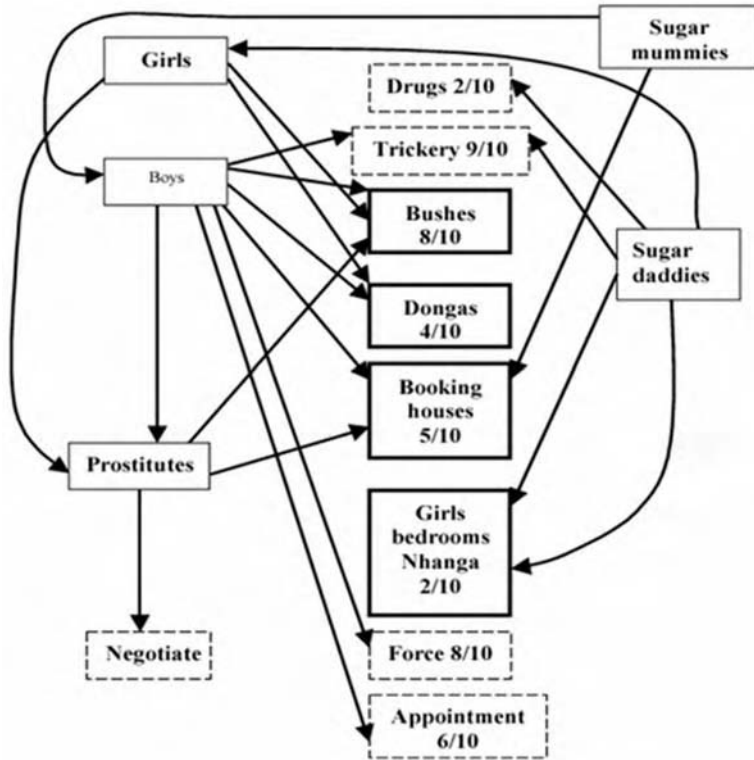 Sugar
mummies
Girls
Drugs 2/10
Trickery 9/10
Boys
Bushes
8/10
Sugar
daddies
Dongas
4/10
Booking
houses
5/10
Prostitutes
Girls
bedrooms
Nhanga
2/10
Negotiate
Force 8/10
Appointment
6/10